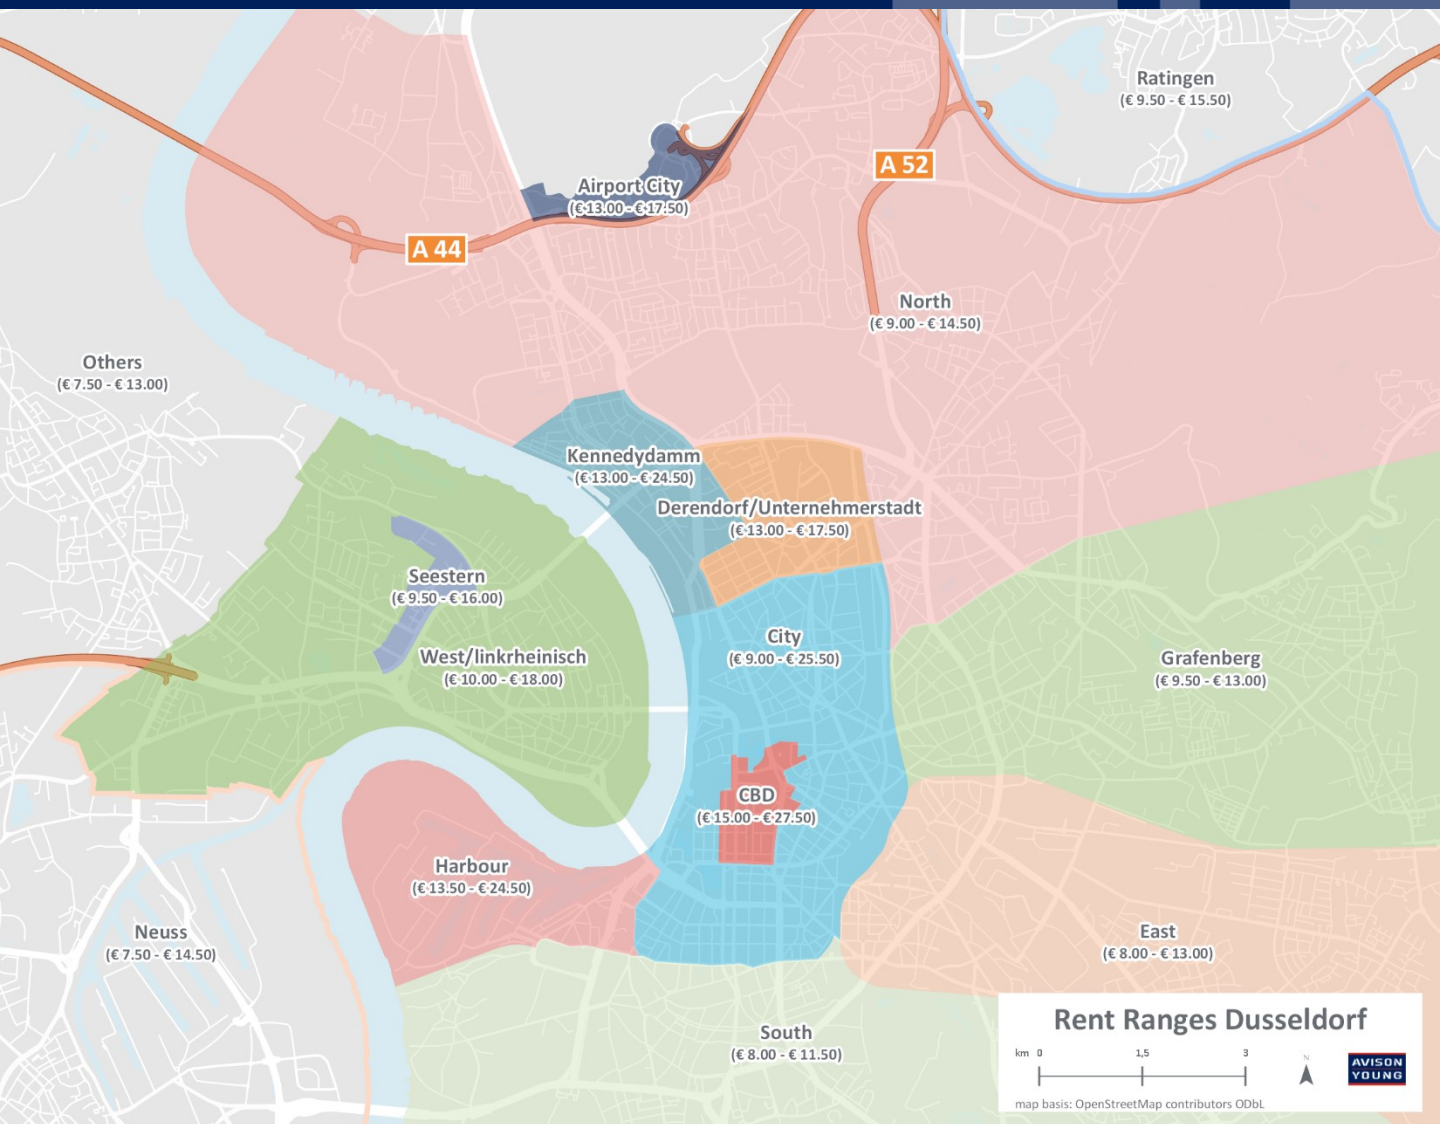 Ratingen
(€ 9.50 - € 15.50)
A 52
Airport City
(€ 13.00 - € 17.50)
A 44
North
(€ 9.00 - € 14.50)
Others
(€ 7.50 - € 13.00)
Kennedydamm
(€ 13.00 - € 24.50)
Derendorf/Unternehmerstadt
(€ 13.00 - € 17.50)
Seestern
(€ 9.50 - € 16.00)
West/linkrheinisch
(€ 10.00 - € 18.00)
City
(€ 9.00 - € 25.50)
Grafenberg
(€ 9.50 - € 13.00)
CBD
(€ 15.00 - € 27.50)
Harbour
(€ 13.50 - € 24.50)
Neuss
(€ 7.50 - € 14.50)
East
(€ 8.00 - € 13.00)
South
(€ 8.00 - € 11.50)
Rent Ranges Dusseldorf
km 0 1,5 3
N
AVISON
YOUNG
map basis: OpenStreetMap contributors ODbL